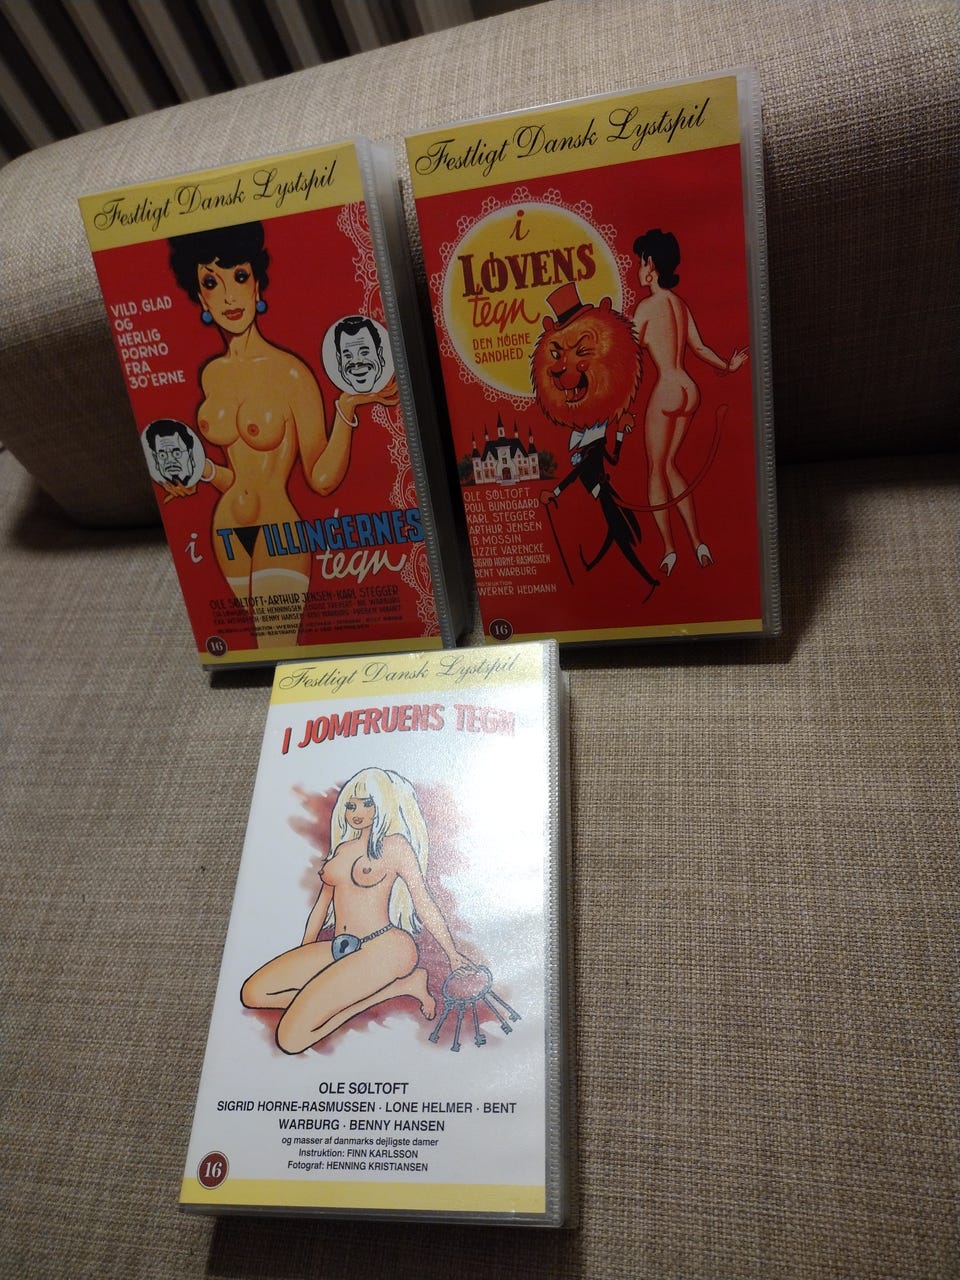 Festligt Dansk Lystspil
VILD, GLAD
OG
HERLIG
PORNO
FRA
30'ERNE
i TVILLINGERNES
tegn
OLE SØLTOFT • ARTHUR JENSEN • KARL STEGGER
16
Festligt Dansk Lystspil
i
LØVENS
tegn
DEN NØGNE
SANDHED
OLE SØLTOFT
POUL BUNDGAARD
KARL STEGGER
ARTHUR JENSEN
IB MOSSIN
LIZZIE VARENCKE
SIGRID HORNE-RASMUSSEN
BENT WARBURG
INSTRUKTION
WERNER HEDMANN
16
Festligt Dansk Lystspil
I JOMFRUENS TEGN
OLE SØLTOFT
SIGRID HORNE-RASMUSSEN · LONE HELMER · BENT
WARBURG · BENNY HANSEN
og masser af danmarks dejligste damer
Instruktion: FINN KARLSSON
Fotograf: HENNING KRISTIANSEN
16